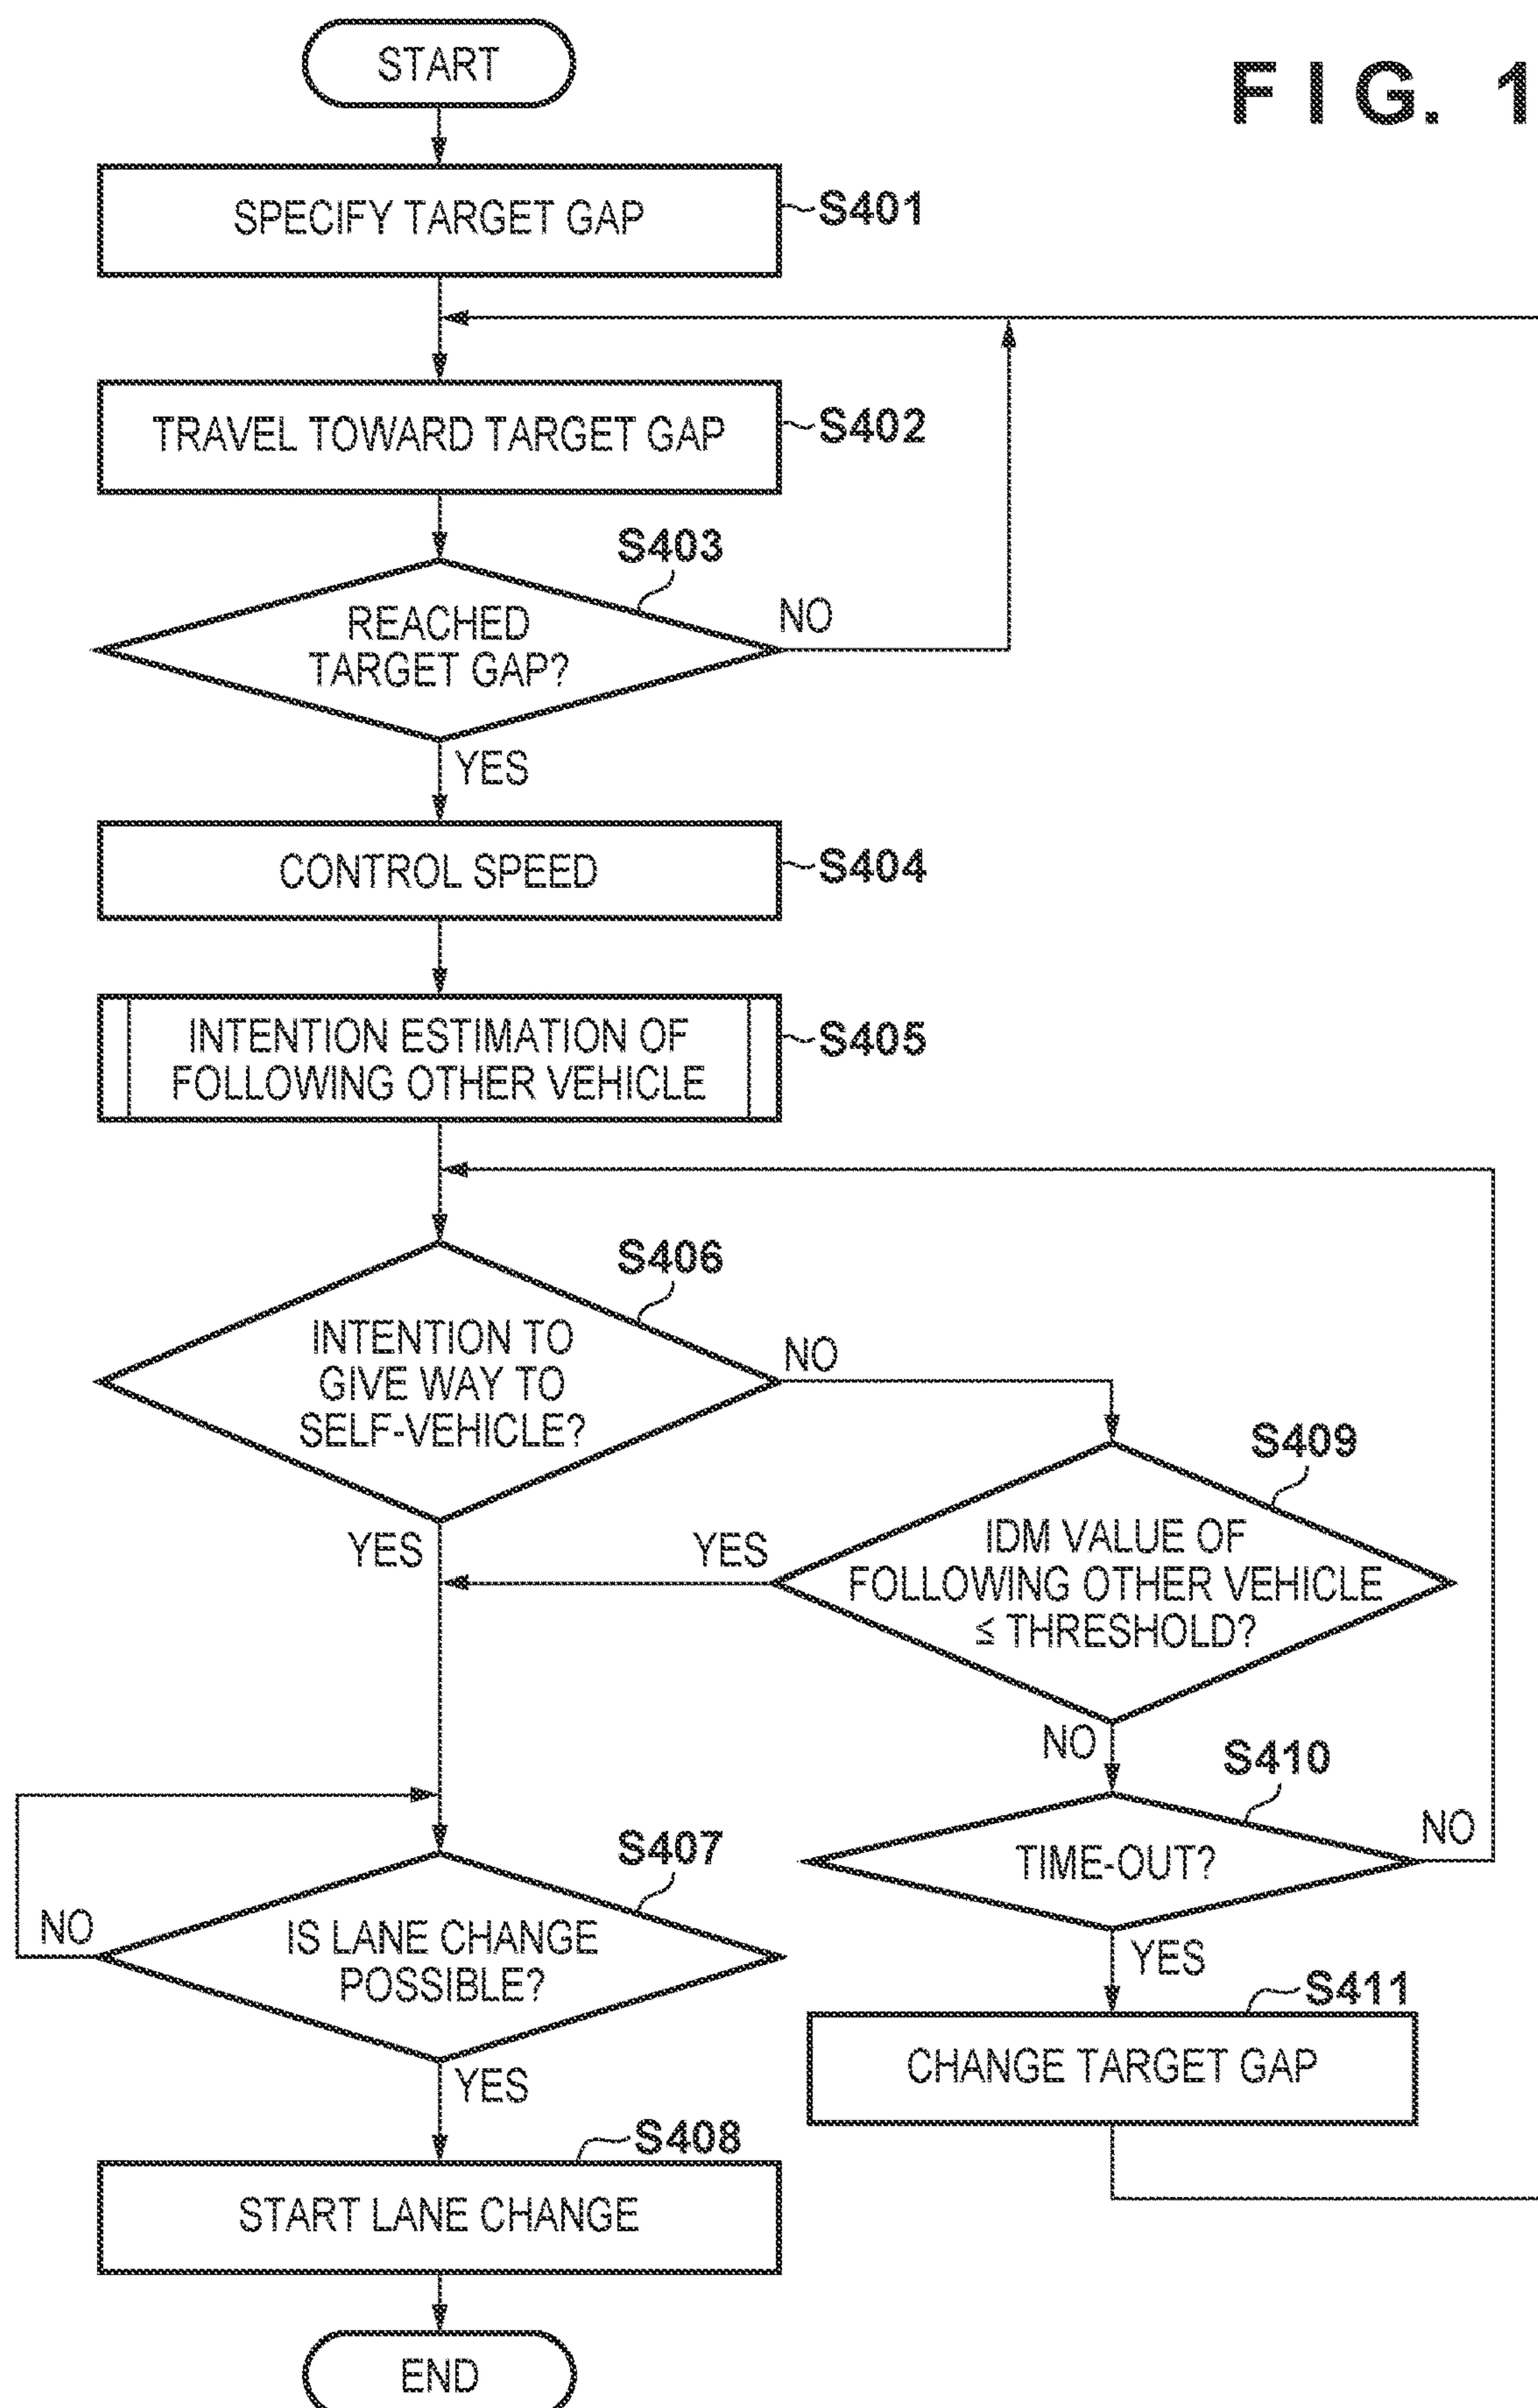 START
FIG. 1
SPECIFY TARGET GAP
S401
TRAVEL TOWARD TARGET GAP
S402
S403
REACHED
TARGET GAP?
NO
YES
CONTROL SPEED
S404
INTENTION ESTIMATION OF
FOLLOWING OTHER VEHICLE
S405
S406
INTENTION TO
GIVE WAY TO
SELF-VEHICLE?
NO
YES
S409
IDM VALUE OF
FOLLOWING OTHER VEHICLE
≤ THRESHOLD?
YES
NO
S410
TIME-OUT?
NO
YES
S407
IS LANE CHANGE
POSSIBLE?
NO
YES
S411
CHANGE TARGET GAP
S408
START LANE CHANGE
END